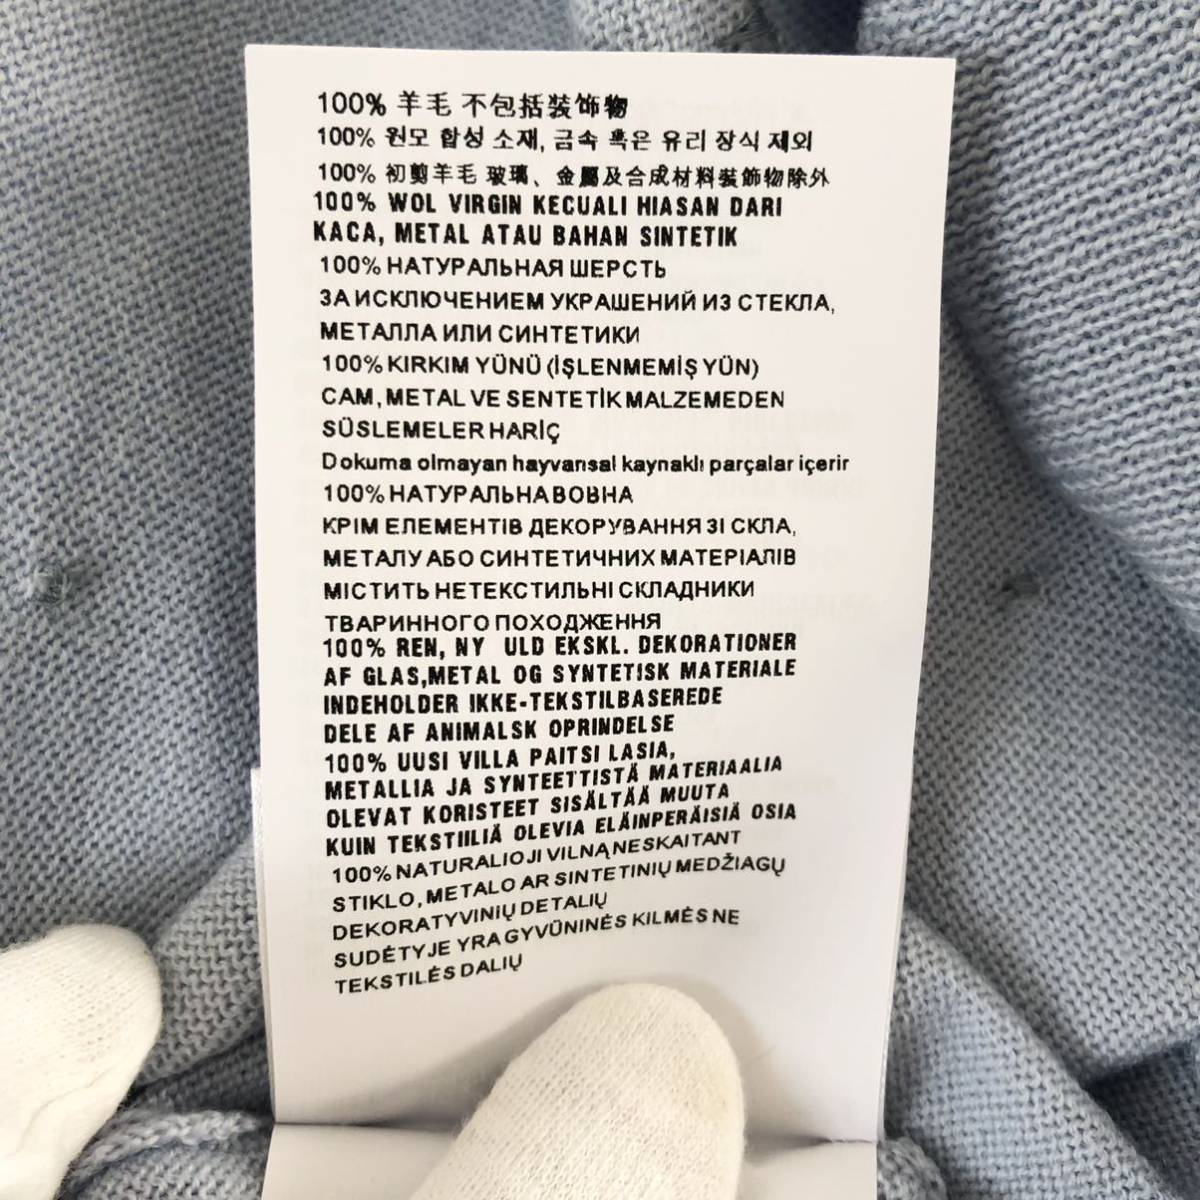 100% 羊毛 不包括装饰物
100% 원모 합성 소재, 금속 혹은 유리 장식 제외
100% 初剪羊毛 玻璃、金屬及合成材料裝飾物除外
100% WOL VIRGIN KECUALI HIASAN DARI
KACA, METAL ATAU BAHAN SINTETIK
100% НАТУРАЛЬНАЯ ШЕРСТЬ
ЗА ИСКЛЮЧЕНИЕМ УКРАШЕНИЙ ИЗ СТЕКЛА,
МЕТАЛЛА ИЛИ СИНТЕТИКИ
100% KIRKIM YÜNÜ (İŞLENMEMİŞ YÜN)
CAM, METAL VE SENTETİK MALZEMEDEN
SÜSLEMELER HARİÇ
Dokuma olmayan hayvansal kaynaklı parçalar içerir
100% НАТУРАЛЬНА ВОВНА
КРІМ ЕЛЕМЕНТІВ ДЕКОРУВАННЯ ЗІ СКЛА,
МЕТАЛУ АБО СИНТЕТИЧНИХ МАТЕРІАЛІВ
МІСТИТЬ НЕТЕКСТИЛЬНІ СКЛАДНИКИ
ТВАРИННОГО ПОХОДЖЕННЯ
100% REN, NY ULD EKSKL. DEKORATIONER
AF GLAS,METAL OG SYNTETISK MATERIALE
INDEHOLDER IKKE-TEKSTILBASEREDE
DELE AF ANIMALSK OPRINDELSE
100% UUSI VILLA PAITSI LASIA,
METALLIA JA SYNTEETTISTÄ MATERIAALIA
OLEVAT KORISTEET SISÄLTÄÄ MUUTA
KUIN TEKSTIILIÄ OLEVIA ELÄINPERÄISIÄ OSIA
100% NATURALIOJI VILNA̧ NESKAITANT
STIKLO, METALO AR SINTETINIŲ MEDŽIAGŲ
DEKORATYVINIŲ DETALIŲ
SUDĖTYJE YRA GYVŪNINĖS KILMĖS NE
TEKSTILĖS DALIŲ